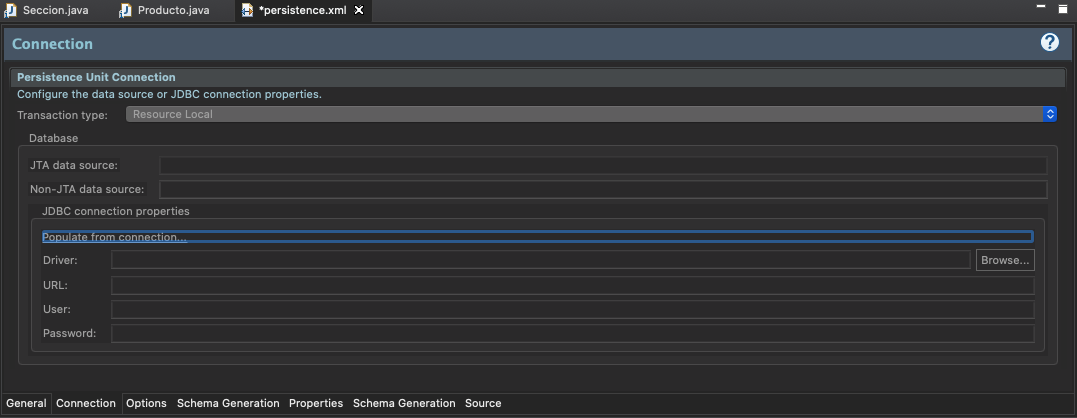 Seccion.java Producto.java *persistence.xml
Connection
Persistence Unit Connection
Configure the data source or JDBC connection properties.
Transaction type: Resource Local
Database
JTA data source:
Non-JTA data source:
JDBC connection properties
Populate from connection...
Driver: Browse...
URL:
User:
Password:
General Connection Options Schema Generation Properties Schema Generation Source